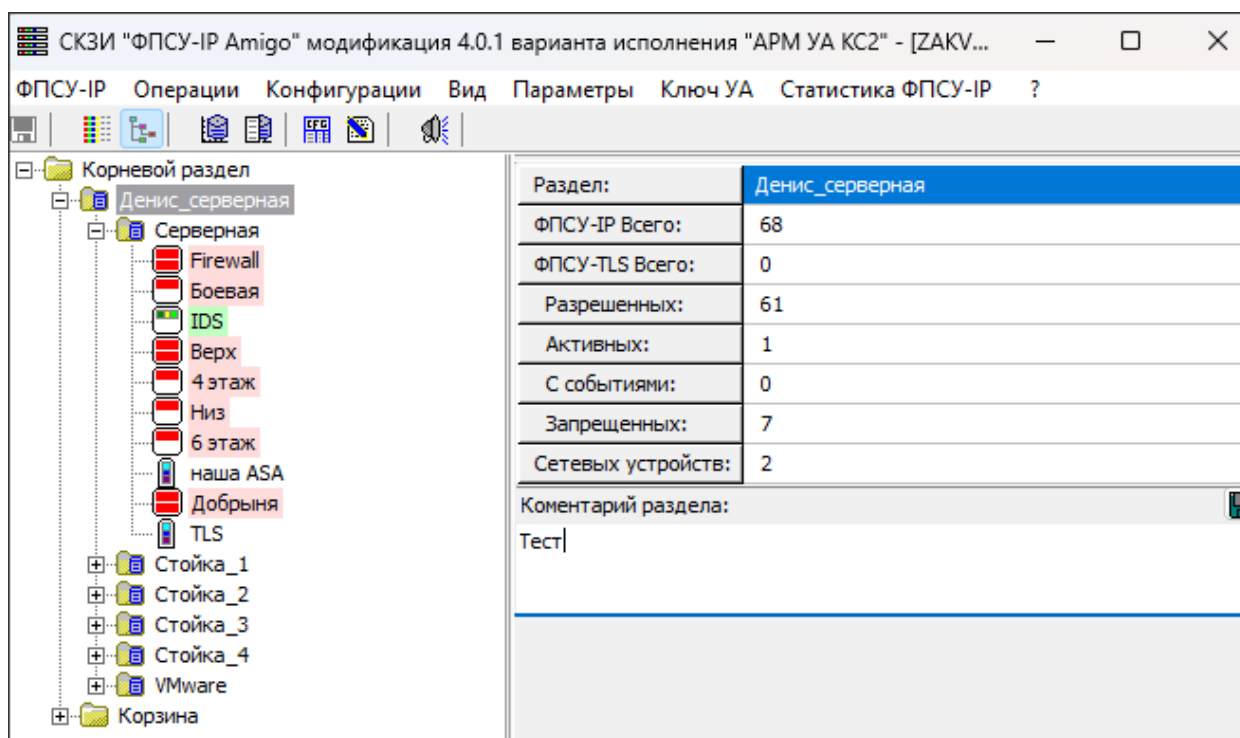 СКЗИ "ФПСУ-IP Amigo" модификация 4.0.1 варианта исполнения "АРМ УА КС2" - [ZAKV...
ФПСУ-IP Операции Конфигурации Вид Параметры Ключ УА Статистика ФПСУ-IP ?
CFG
Корневой раздел
Денис_серверная
Серверная
Firewall
Боевая
IDS
Верх
4 этаж
Низ
6 этаж
наша ASA
Добрыня
TLS
Стойка_1
Стойка_2
Стойка_3
Стойка_4
VMware
Корзина
Раздел: Денис_серверная
ФПСУ-IP Всего: 68
ФПСУ-TLS Всего: 0
Разрешенных: 61
Активных: 1
С событиями: 0
Запрещенных: 7
Сетевых устройств: 2
Коментарий раздела:
Тест